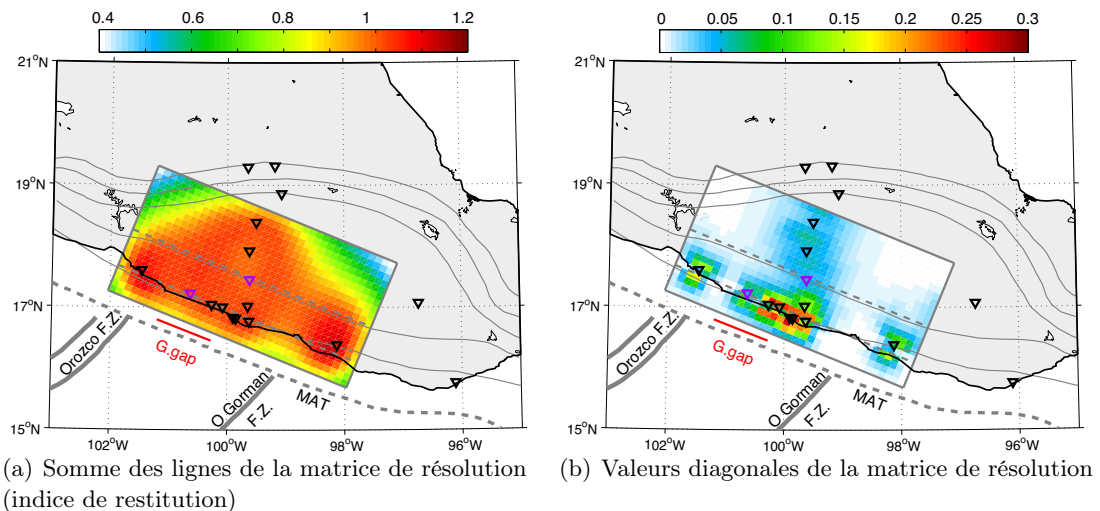 0.4 0.6 0.8 1 1.2
21°N
19°N
17°N
15°N
102°W 100°W 98°W 96°W
Orozco F.Z.
G.gap
O.Gorman
F.Z.
MAT
(a) Somme des lignes de la matrice de résolution
(indice de restitution)
0 0.05 0.1 0.15 0.2 0.25 0.3
21°N
19°N
17°N
15°N
102°W 100°W 98°W 96°W
Orozco F.Z.
G.gap
O.Gorman
F.Z.
MAT
(b) Valeurs diagonales de la matrice de résolution